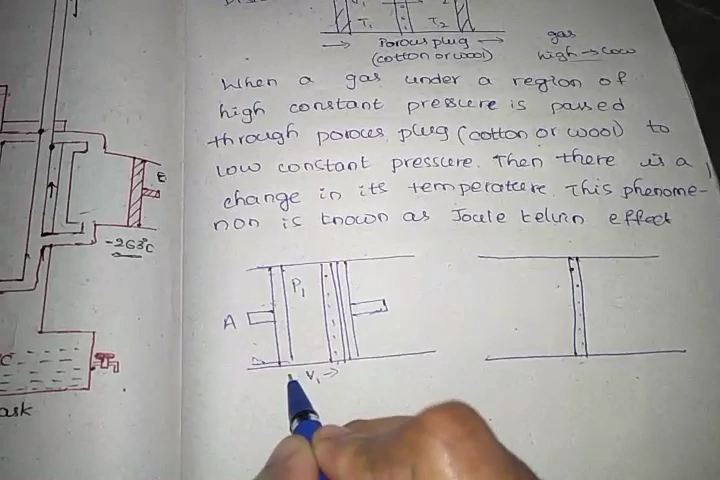 T₁ T₂
→ Porous plug →
(cotton or wool)
gas
high → low
When a gas under a region of
high constant pressure is passed
through porous plug (cotton or wool) to
low constant pressure. Then there is a
change in its temperature. This phenome-
non is known as Joule kelvin effect
E
-263°C
C
ask
P₁
A
V₁ →